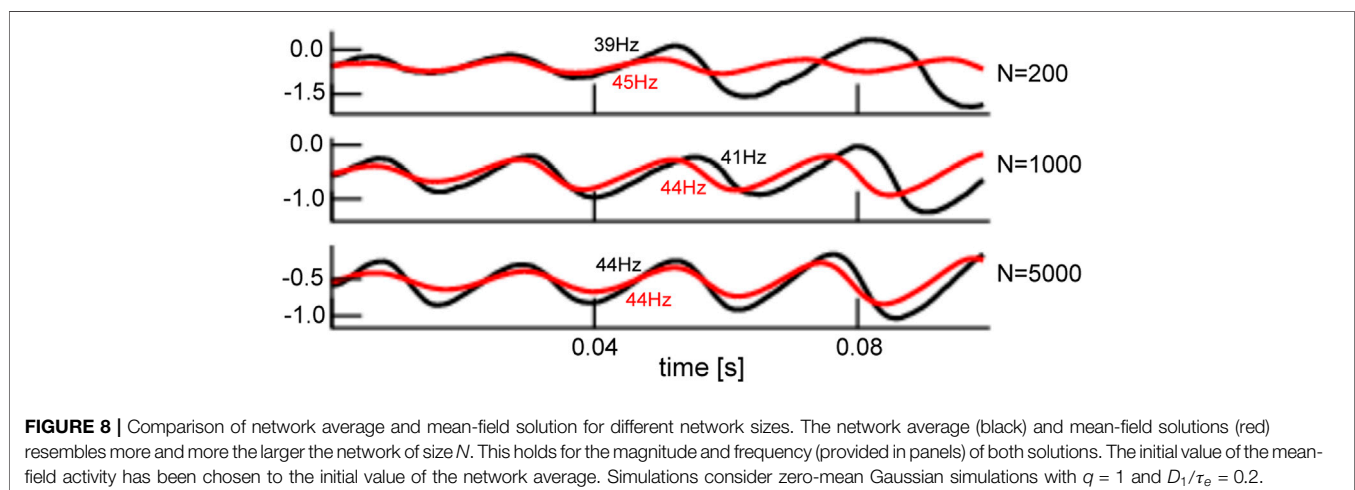 0.0
39Hz
N=200
45Hz
-1.5
0.0
41Hz
N=1000
44Hz
-1.0
44Hz
N=5000
-0.5
44Hz
-1.0
0.04
0.08
time [s]
FIGURE 8 | Comparison of network average and mean-field solution for different network sizes. The network average (black) and mean-field solutions (red)
resembles more and more the larger the network of size N. This holds for the magnitude and frequency (provided in panels) of both solutions. The initial value of the mean-
field activity has been chosen to the initial value of the network average. Simulations consider zero-mean Gaussian simulations with q = 1 and D₁/τₑ = 0.2.